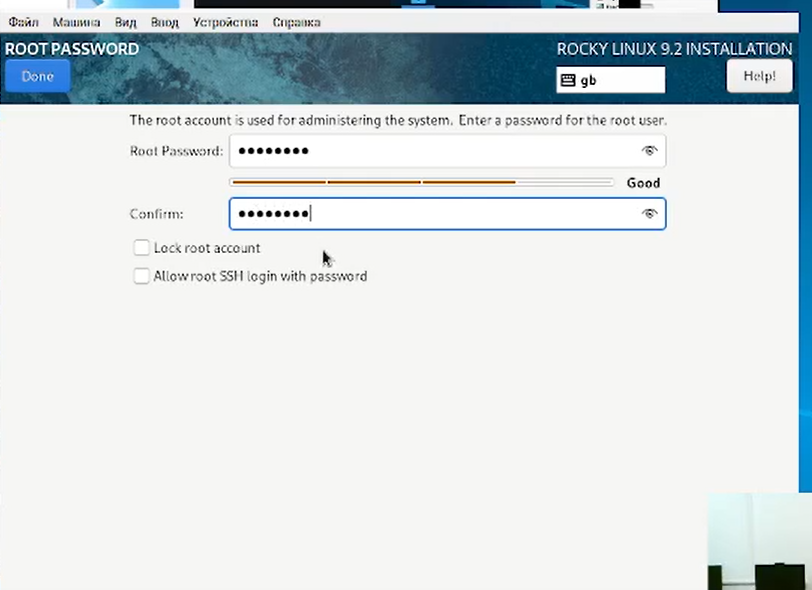 Файл Машина Вид Ввод Устройства Справка
ROOT PASSWORD
ROCKY LINUX 9.2 INSTALLATION
Done
gb
Help!
The root account is used for administering the system. Enter a password for the root user.
Root Password: ●●●●●●●●
Good
Confirm: ●●●●●●●●
Lock root account
Allow root SSH login with password